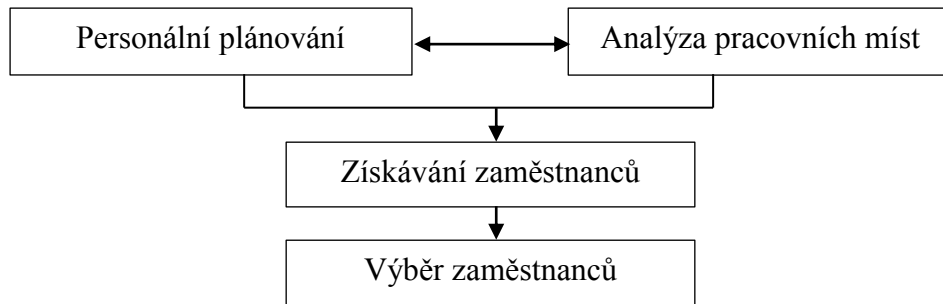 Personální plánování
Analýza pracovních míst
Získávání zaměstnanců
Výběr zaměstnanců